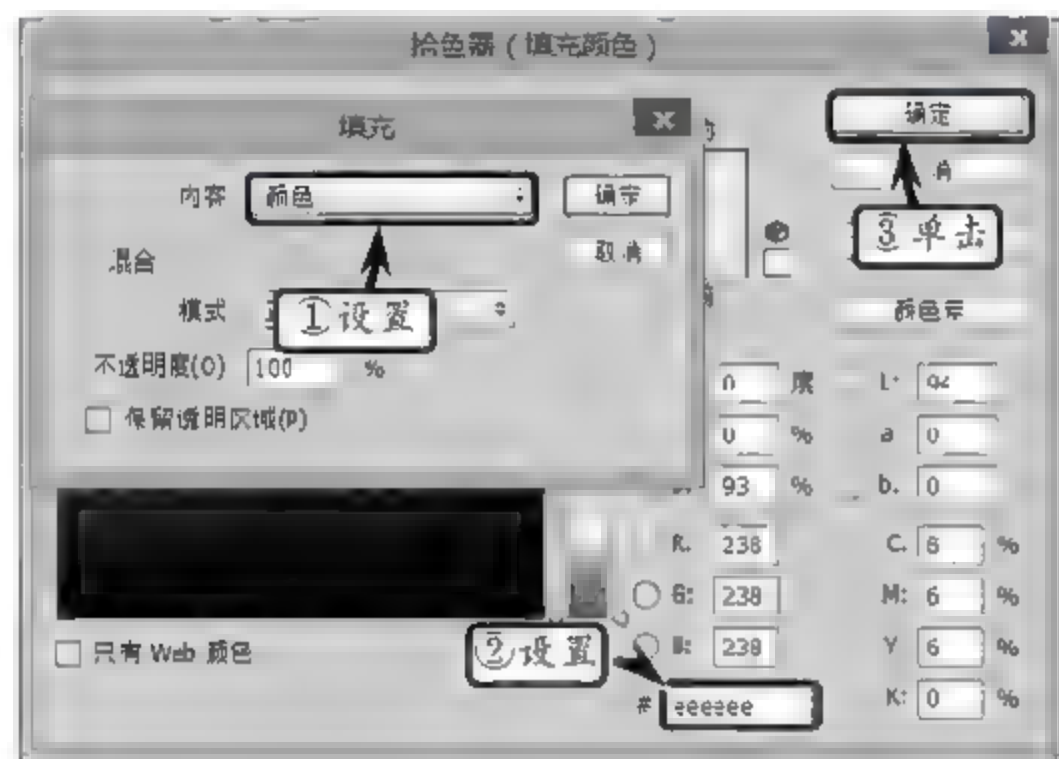 拾色器(填充颜色)
填充
确定
内容 颜色 确定
取消
③单击
混合
模式
①设置
颜色库
不透明度(O) 100 %
保留透明区域(P)
0 度 L: 94
0 % a 0
93 % b. 0
R. 238 C. 6 %
G: 238 M: 6 %
B: 238 Y 6 %
只有 Web 颜色
②设置
# eeeeee K: 0 %